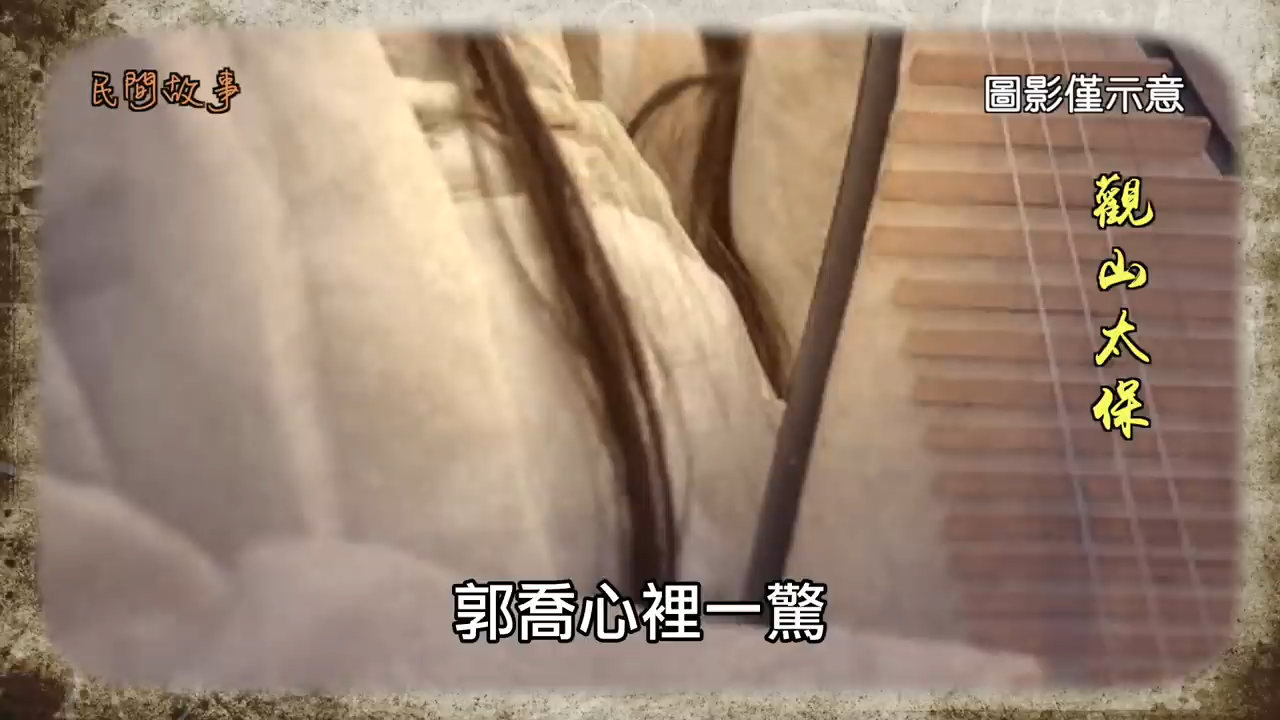 民間故事
圖影僅示意
觀山太保
郭喬心裡一驚